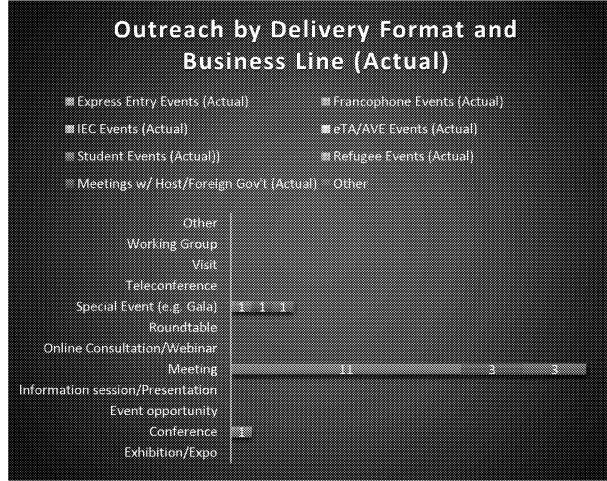 Outreach by Delivery Format and
Business Line (Actual)
Express Entry Events (Actual) Francophone Events (Actual)
IEC Events (Actual) eTA/AVE Events (Actual)
Student Events (Actual)) Refugee Events (Actual)
Meetings w/ Host/Foreign Gov't (Actual) Other
Other
Working Group
Visit
Teleconference
Special Event (e.g. Gala) 1 1 1
Roundtable
Online Consultation/Webinar
Meeting 11 3 3
Information session/Presentation
Event opportunity
Conference 1
Exhibition/Expo